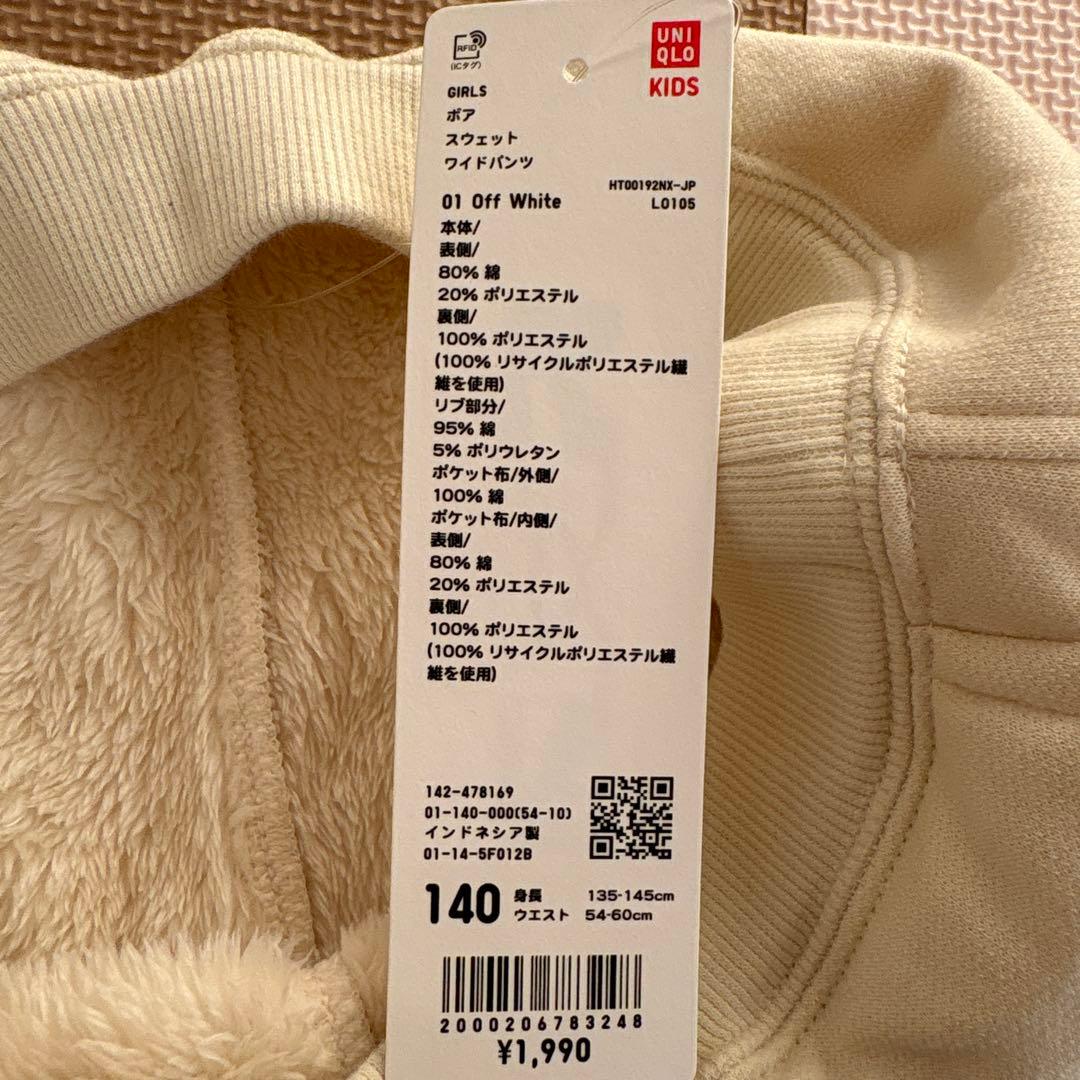 RFID
(ICタグ)
UNI
QLO
KIDS
GIRLS
ボア
スウェット
ワイドパンツ
HT00192NX-JP
01 Off White
L0105
本体/
表側/
80% 綿
20% ポリエステル
裏側/
100% ポリエステル
(100% リサイクルポリエステル繊
維を使用)
リブ部分/
95% 綿
5% ポリウレタン
ポケット布/外側/
100% 綿
ポケット布/内側/
表側/
80% 綿
20% ポリエステル
裏側/
100% ポリエステル
(100% リサイクルポリエステル繊
維を使用)
142-478169
01-140-000(54-10)
インドネシア製
01-14-5F012B
140 身長 135-145cm
ウエスト 54-60cm
2000206783248
¥1,990